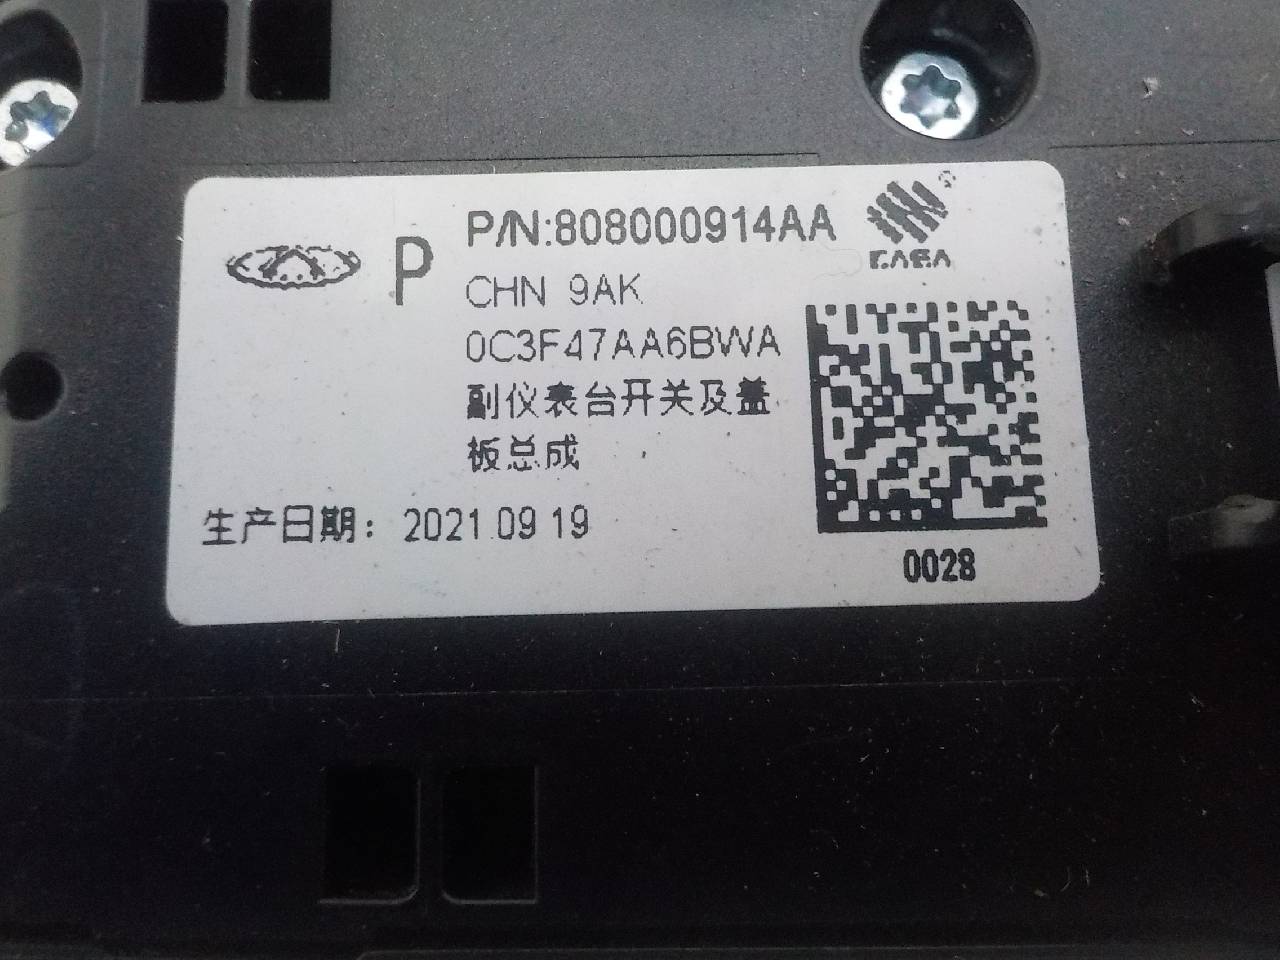 P
P/N:808000914AA
CHN 9AK
0C3F47AA6BWA
副仪表台开关及盖
板总成
生产日期：2021.09 19
0028